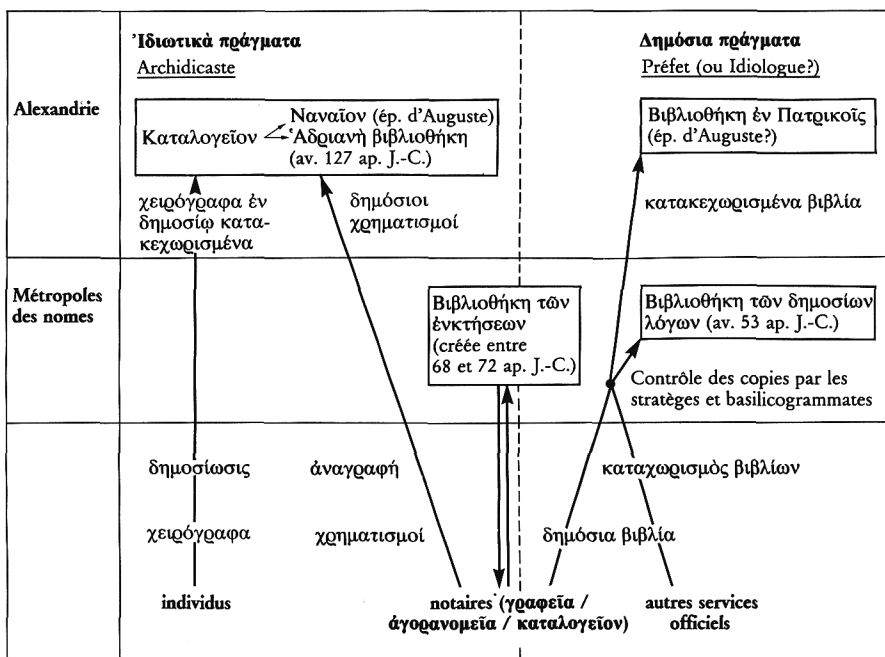 Ἰδιωτικὰ πράγματα
Archidicaste
Δημόσια πράγματα
Préfet (ou Idiologue?)
Alexandrie
Καταλογεῖον
Ναναῖον (ép. d'Auguste)
Ἁδριανὴ βιβλιοθήκη
(av. 127 ap. J.-C.)
Βιβλιοθήκη ἐν Πατρικοῖς
(ép. d'Auguste?)
χειρόγραφα ἐν
δημοσίῳ κατα-
κεχωρισμένα
δημόσιοι
χρηματισμοί
κατακεχωρισμένα βιβλία
Métropoles
des nomes
Βιβλιοθήκη τῶν
ἐνκτήσεων
(créée entre
68 et 72 ap. J.-C.)
Βιβλιοθήκη τῶν δημοσίων
λόγων (av. 53 ap. J.-C.)
Contrôle des copies par les
stratèges et basilicogrammates
δημοσίωσις
ἀναγραφή
καταχωρισμὸς βιβλίων
χειρόγραφα
χρηματισμοί
δημόσια βιβλία
individus
notaires (γραφεῖα /
ἀγορανομεῖα / καταλογεῖον)
autres services
officiels